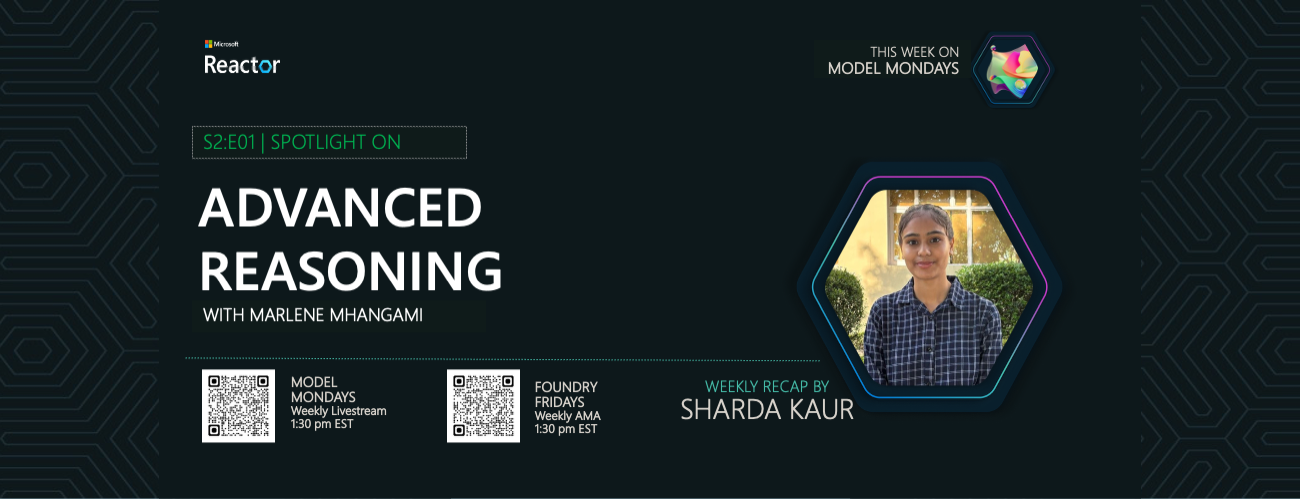 Microsoft
Reactor
THIS WEEK ON
MODEL MONDAYS
S2:E01 | SPOTLIGHT ON
ADVANCED
REASONING
WITH MARLENE MHANGAMI
MODEL
MONDAYS
Weekly Livestream
1:30 pm EST
FOUNDRY
FRIDAYS
Weekly AMA
1:30 pm EST
WEEKLY RECAP BY
SHARDA KAUR